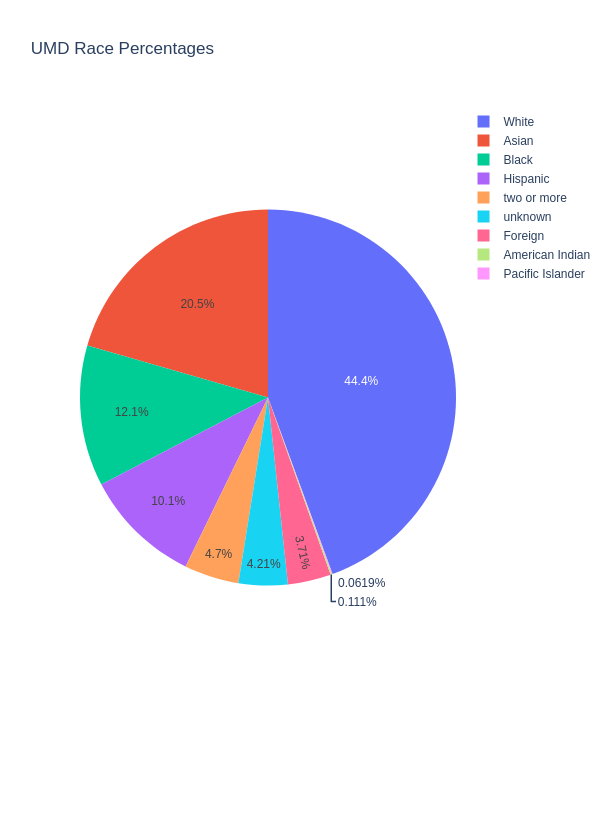 UMD Race Percentages
White
Asian
Black
Hispanic
two or more
unknown
Foreign
American Indian
Pacific Islander
20.5%
44.4%
12.1%
10.1%
4.7%
4.21%
3.71%
0.0619%
0.111%